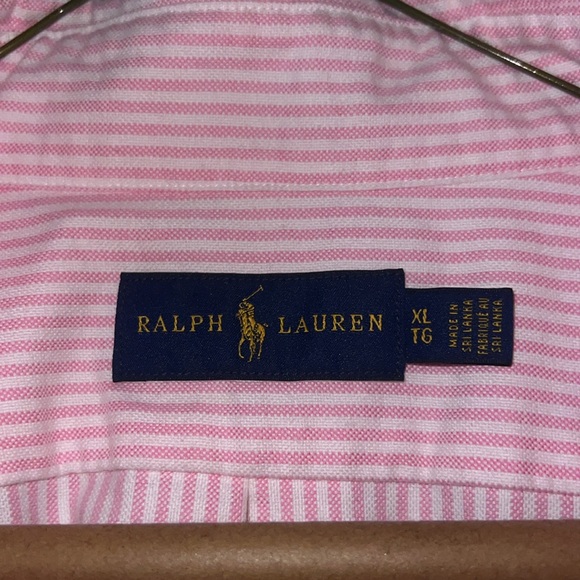 RALPH LAUREN
XL
TG
MADE IN
SRI LANKA
FABRIQUÉ AU
SRI LANKA